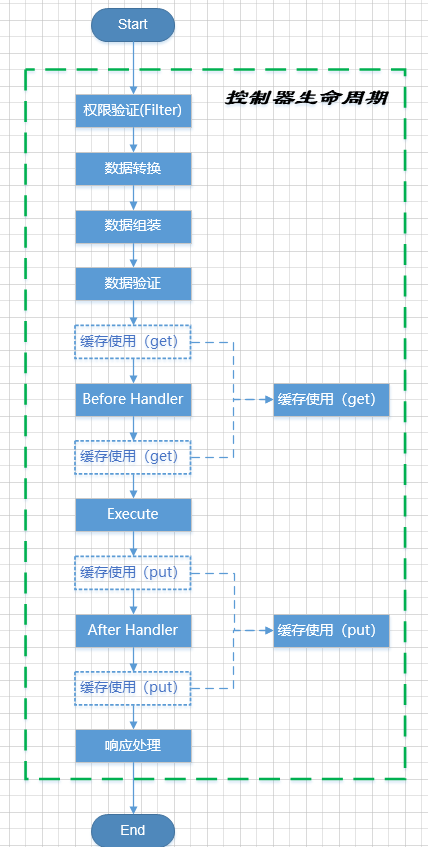 Start
控制器生命周期
权限验证(Filter)
数据转换
数据组装
数据验证
缓存使用（get）
Before Handler
缓存使用（get）
缓存使用（get）
Execute
缓存使用（put）
After Handler
缓存使用（put）
缓存使用（put）
响应处理
End